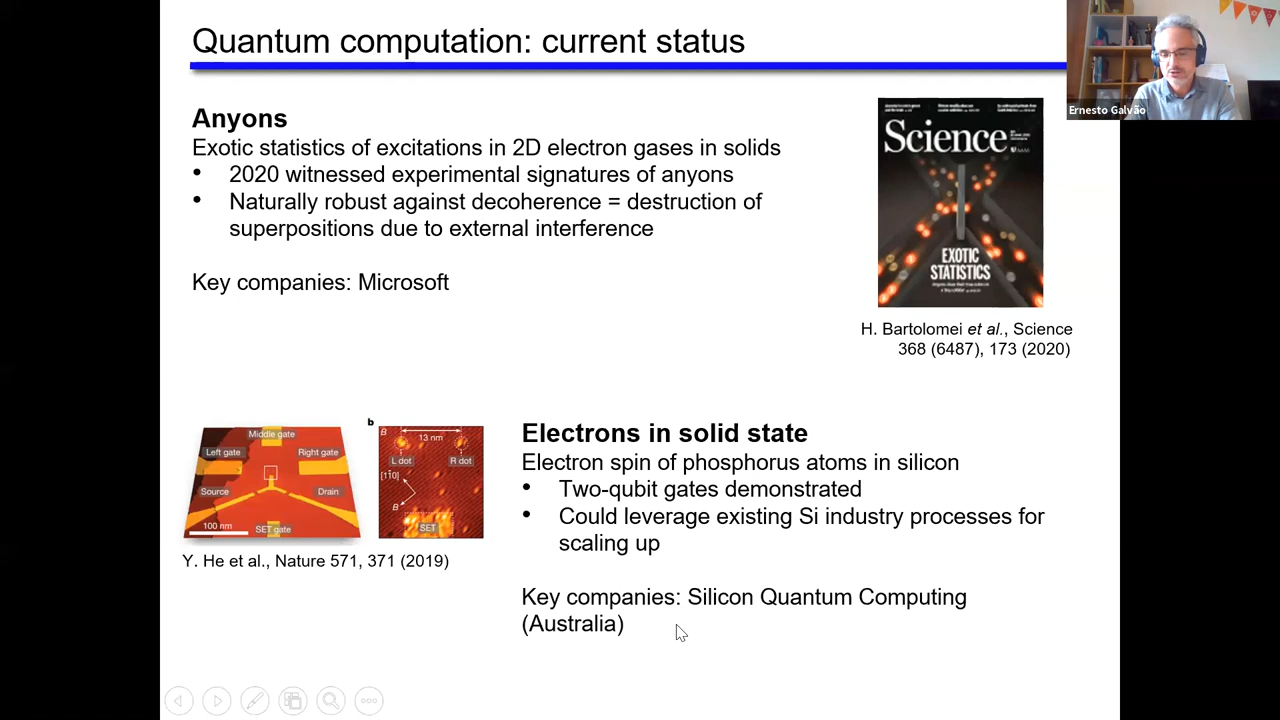 Quantum computation: current status
Ernesto Galvão
Anyons
Exotic statistics of excitations in 2D electron gases in solids
• 2020 witnessed experimental signatures of anyons
• Naturally robust against decoherence = destruction of
superpositions due to external interference
Key companies: Microsoft
Science
EXOTIC
STATISTICS
H. Bartolomei et al., Science
368 (6487), 173 (2020)
Middle gate
Left gate
Right gate
Source
Drain
SET gate
100 nm
b
B
13 nm
L dot
R dot
[1-10]
B
SET
Y. He et al., Nature 571, 371 (2019)
Electrons in solid state
Electron spin of phosphorus atoms in silicon
• Two-qubit gates demonstrated
• Could leverage existing Si industry processes for
scaling up
Key companies: Silicon Quantum Computing
(Australia)